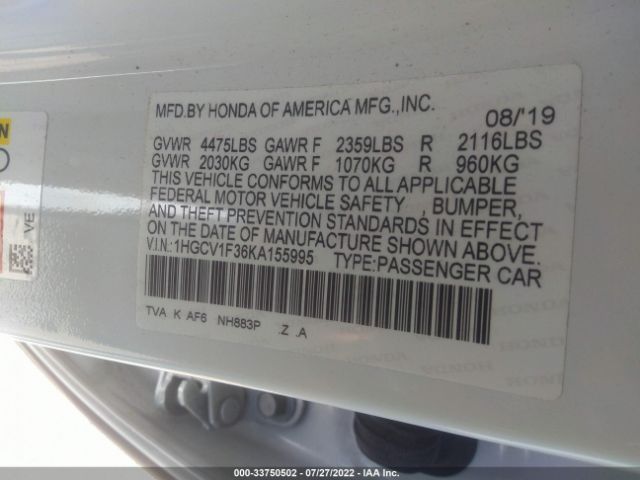 MFD.BY HONDA OF AMERICA MFG.,INC. 08/'19
GVWR 4475LBS GAWR F 2359LBS R 2116LBS
GVWR 2030KG GAWR F 1070KG R 960KG
THIS VEHICLE CONFORMS TO ALL APPLICABLE
FEDERAL MOTOR VEHICLE SAFETY , BUMPER,
AND THEFT PREVENTION STANDARDS IN EFFECT
ON THE DATE OF MANUFACTURE SHOWN ABOVE.
V.I.N.:1HGCV1F36KA155995 TYPE:PASSENGER CAR
TVA K AF6 NH883P Z .A
VE
HONDA
000-33750502 - 07/27/2022 - IAA Inc.